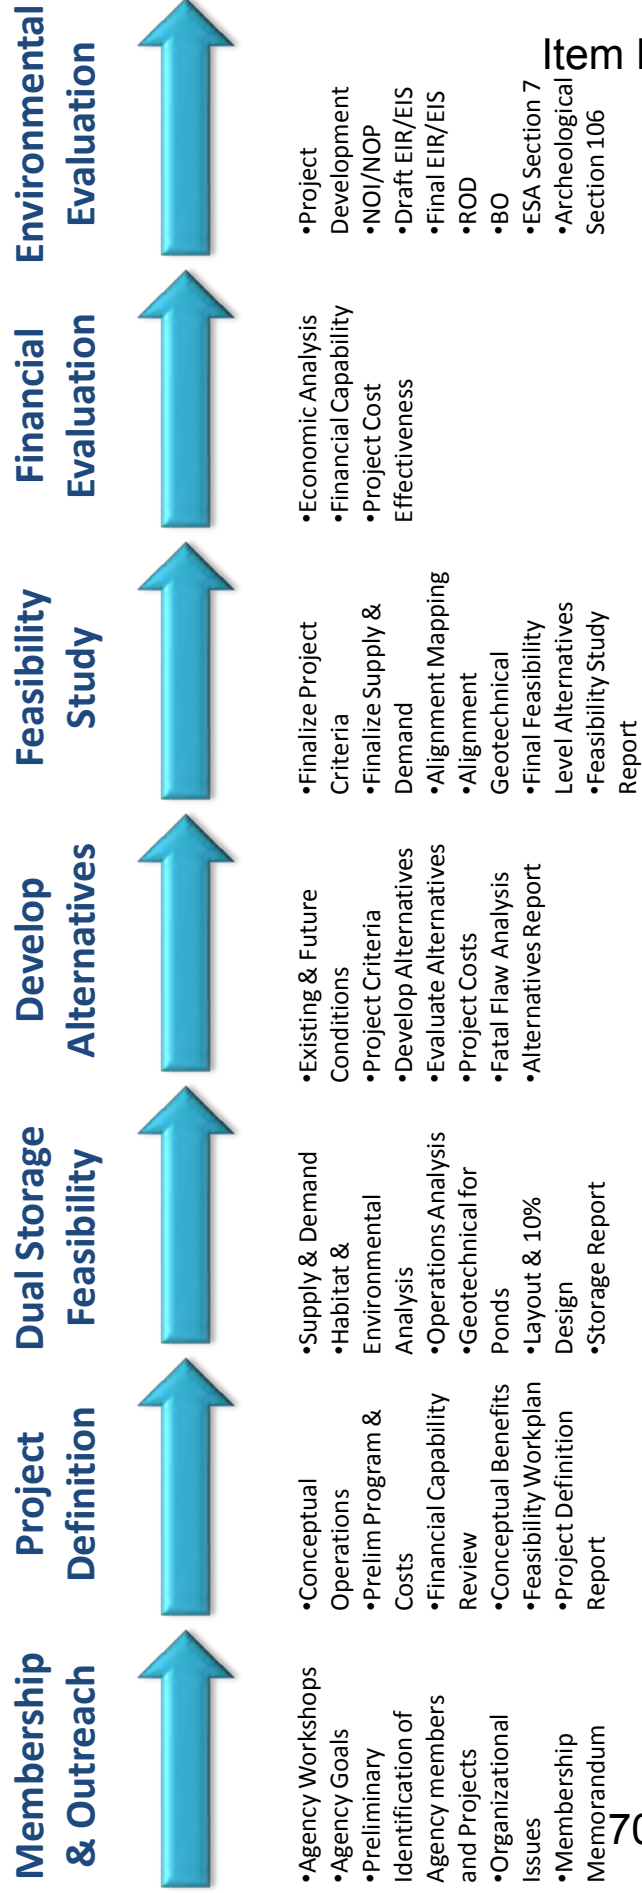 Item
70
Membership
& Outreach
•Agency Workshops
•Agency Goals
•Preliminary
Identification of
Agency members
and Projects
•Organizational
Issues
•Membership
Memorandum
Project
Definition
•Conceptual
Operations
•Prelim Program &
Costs
•Financial Capability
Review
•Conceptual Benefits
•Feasibility Workplan
•Project Definition
Report
Dual Storage
Feasibility
•Supply & Demand
•Habitat &
Environmental
Analysis
•Operations Analysis
•Geotechnical for
Ponds
•Layout & 10%
Design
•Storage Report
Develop
Alternatives
•Existing & Future
Conditions
•Project Criteria
•Develop Alternatives
•Evaluate Alternatives
•Project Costs
•Fatal Flaw Analysis
•Alternatives Report
Feasibility
Study
•Finalize Project
Criteria
•Finalize Supply &
Demand
•Alignment Mapping
•Alignment
Geotechnical
•Final Feasibility
Level Alternatives
•Feasibility Study
Report
Financial
Evaluation
•Economic Analysis
•Financial Capability
•Project Cost
Effectiveness
Environmental
Evaluation
•Project
Development
•NOI/NOP
•Draft EIR/EIS
•Final EIR/EIS
•ROD
•BO
•ESA Section 7
•Archeological
Section 106